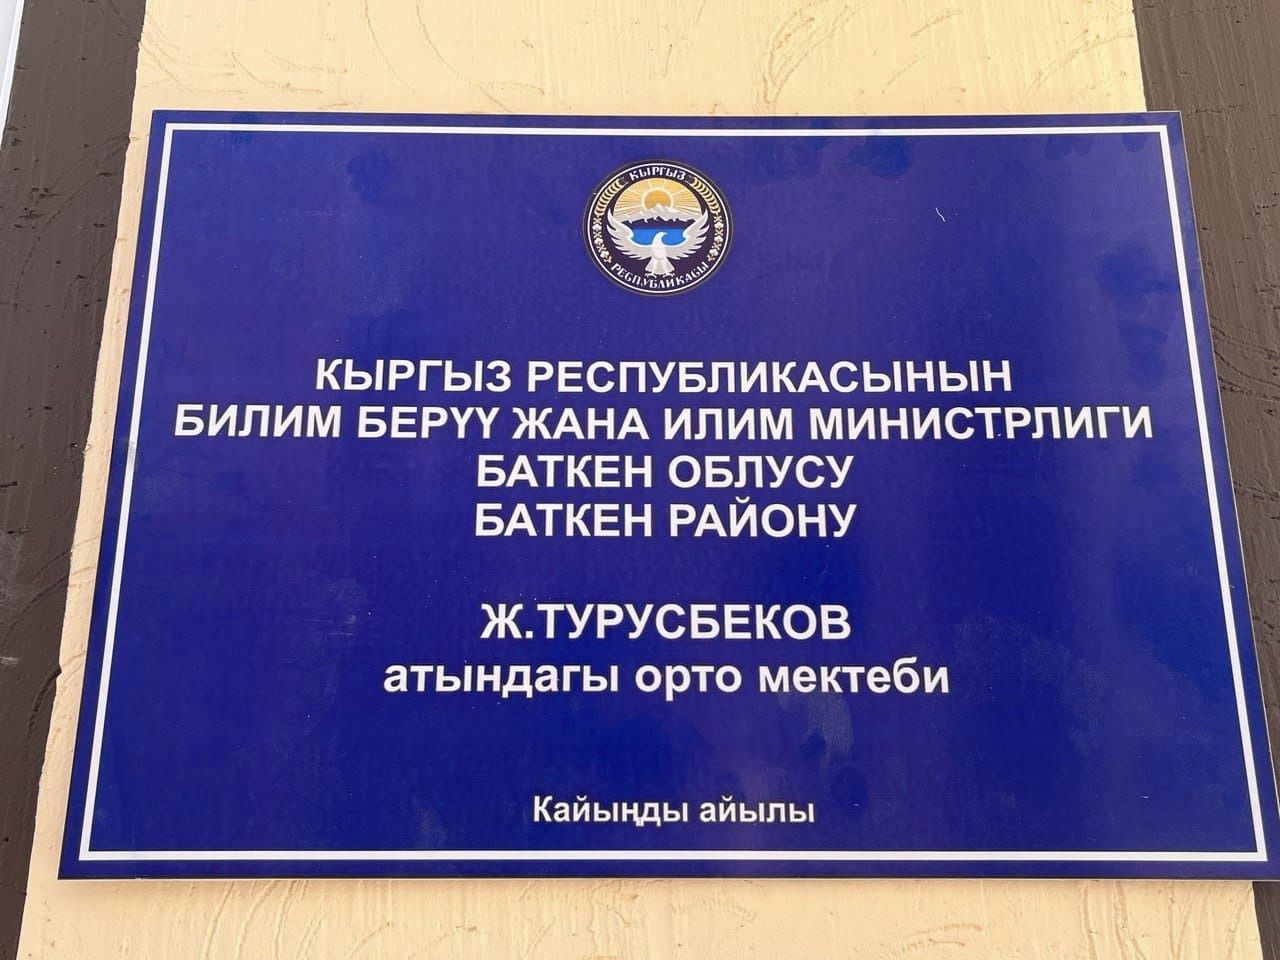 КЫРГЫЗ
РЕСПУБЛИКАСЫ
КЫРГЫЗ РЕСПУБЛИКАСЫНЫН
БИЛИМ БЕРҮҮ ЖАНА ИЛИМ МИНИСТРЛИГИ
БАТКЕН ОБЛУСУ
БАТКЕН РАЙОНУ
Ж.ТУРУСБЕКОВ
атындагы орто мектеби
Кайыңды айылы